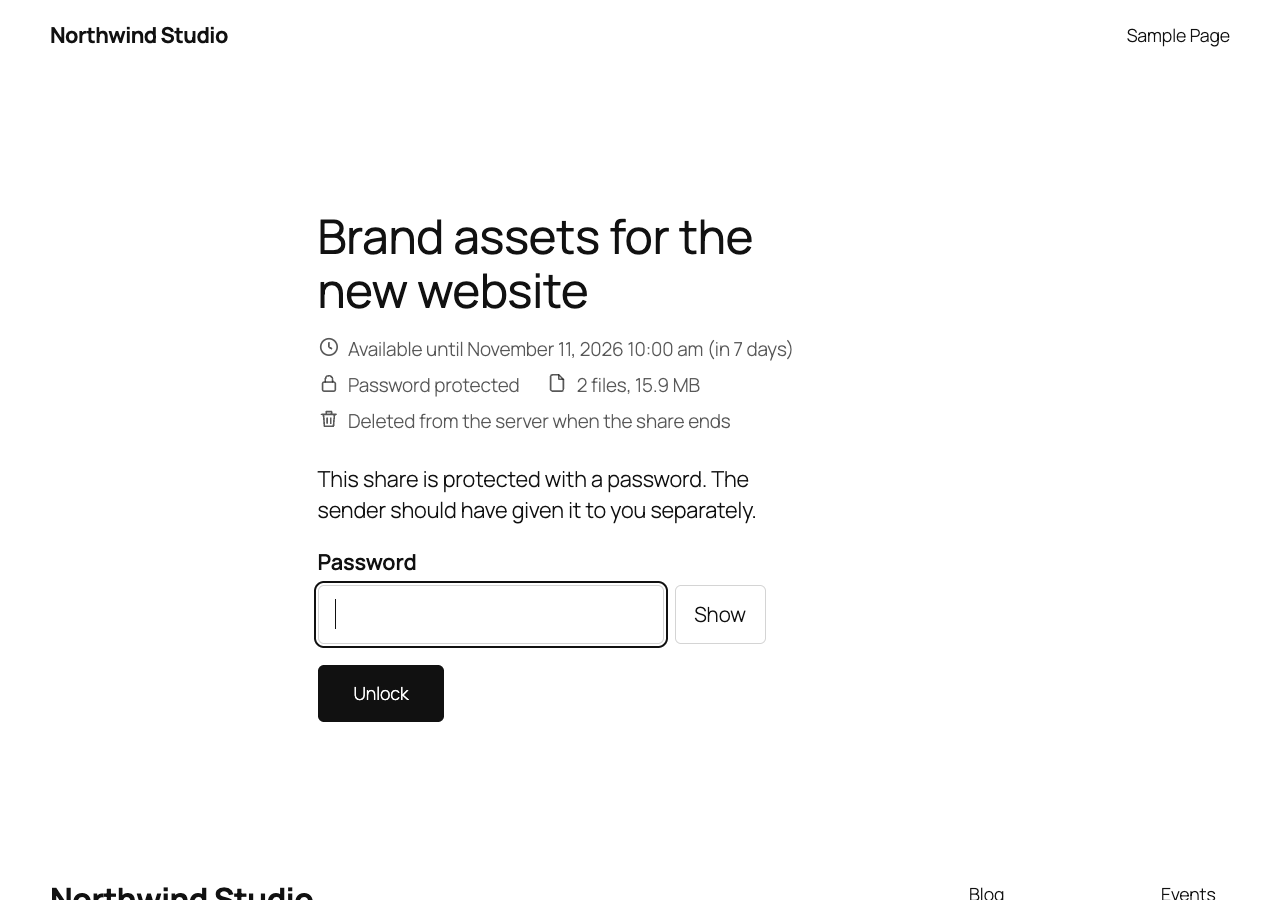 Northwind Studio
Sample Page
Brand assets for the
new website
Available until November 11, 2026 10:00 am (in 7 days)
Password protected
2 files, 15.9 MB
Deleted from the server when the share ends
This share is protected with a password. The
sender should have given it to you separately.
Password
Show
Unlock
Northwind Studio
Blog
Events